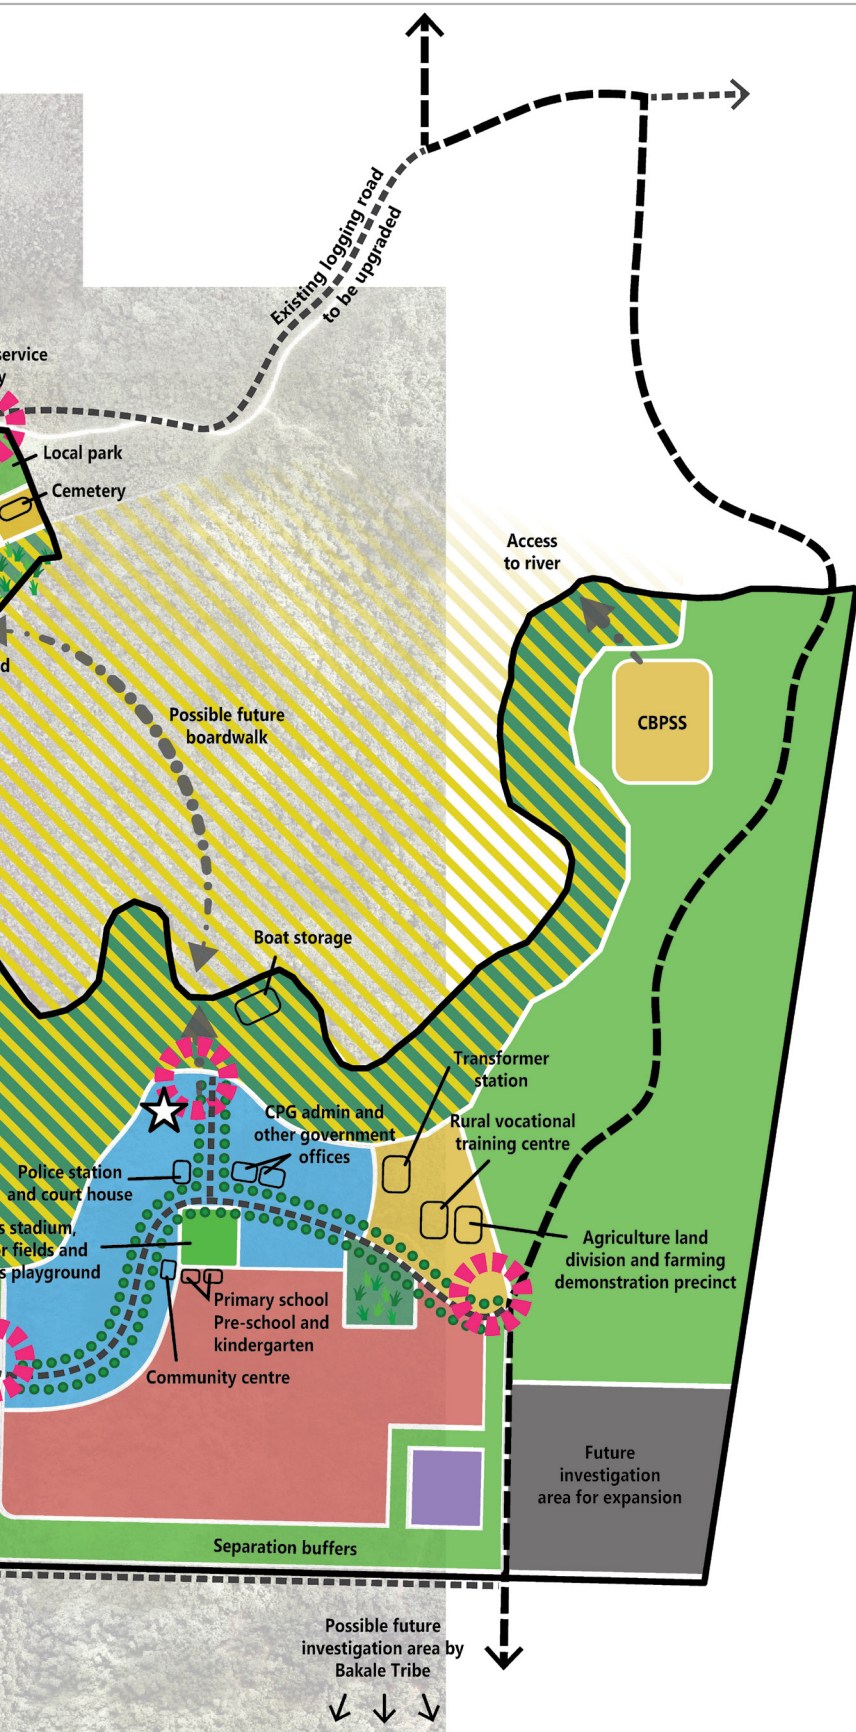 Existing logging road
to be upgraded
service
y
Local park
Cemetery
Access
to river
d
Possible future
boardwalk
CBPSS
Boat storage
Transformer
station
CPG admin and
other government
offices
Rural vocational
training centre
Police station
and court house
s stadium,
r fields and
s playground
Agriculture land
division and farming
demonstration precinct
Primary school
Pre-school and
kindergarten
Community centre
Future
investigation
area for expansion
Separation buffers
Possible future
investigation area by
Bakale Tribe